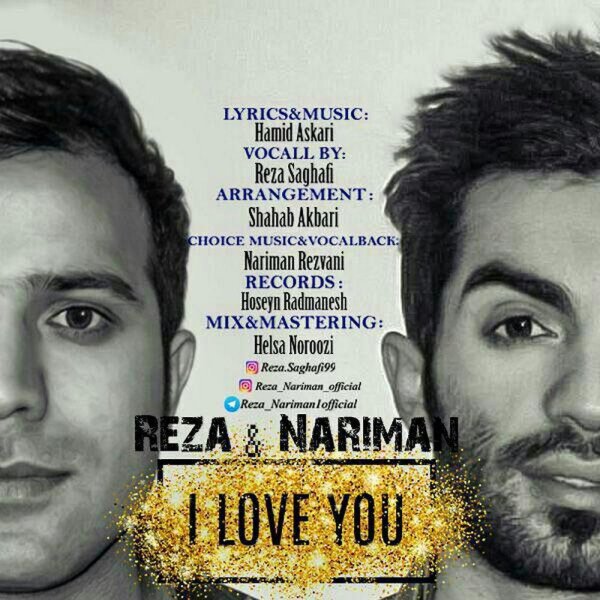 LYRICS&MUSIC:
Hamid Askari
VOCALL BY:
Reza Saghafi
ARRANGEMENT:
Shahab Akbari
CHOICE MUSIC&VOCALBACK:
Nariman Rezvani
RECORDS:
Hoseyn Radmanesh
MIX&MASTERING:
Helsa Noroozi
Reza.Saghafi99
Reza_Nariman_official
Reza_Nariman1official
REZA & NARIMAN
I LOVE YOU